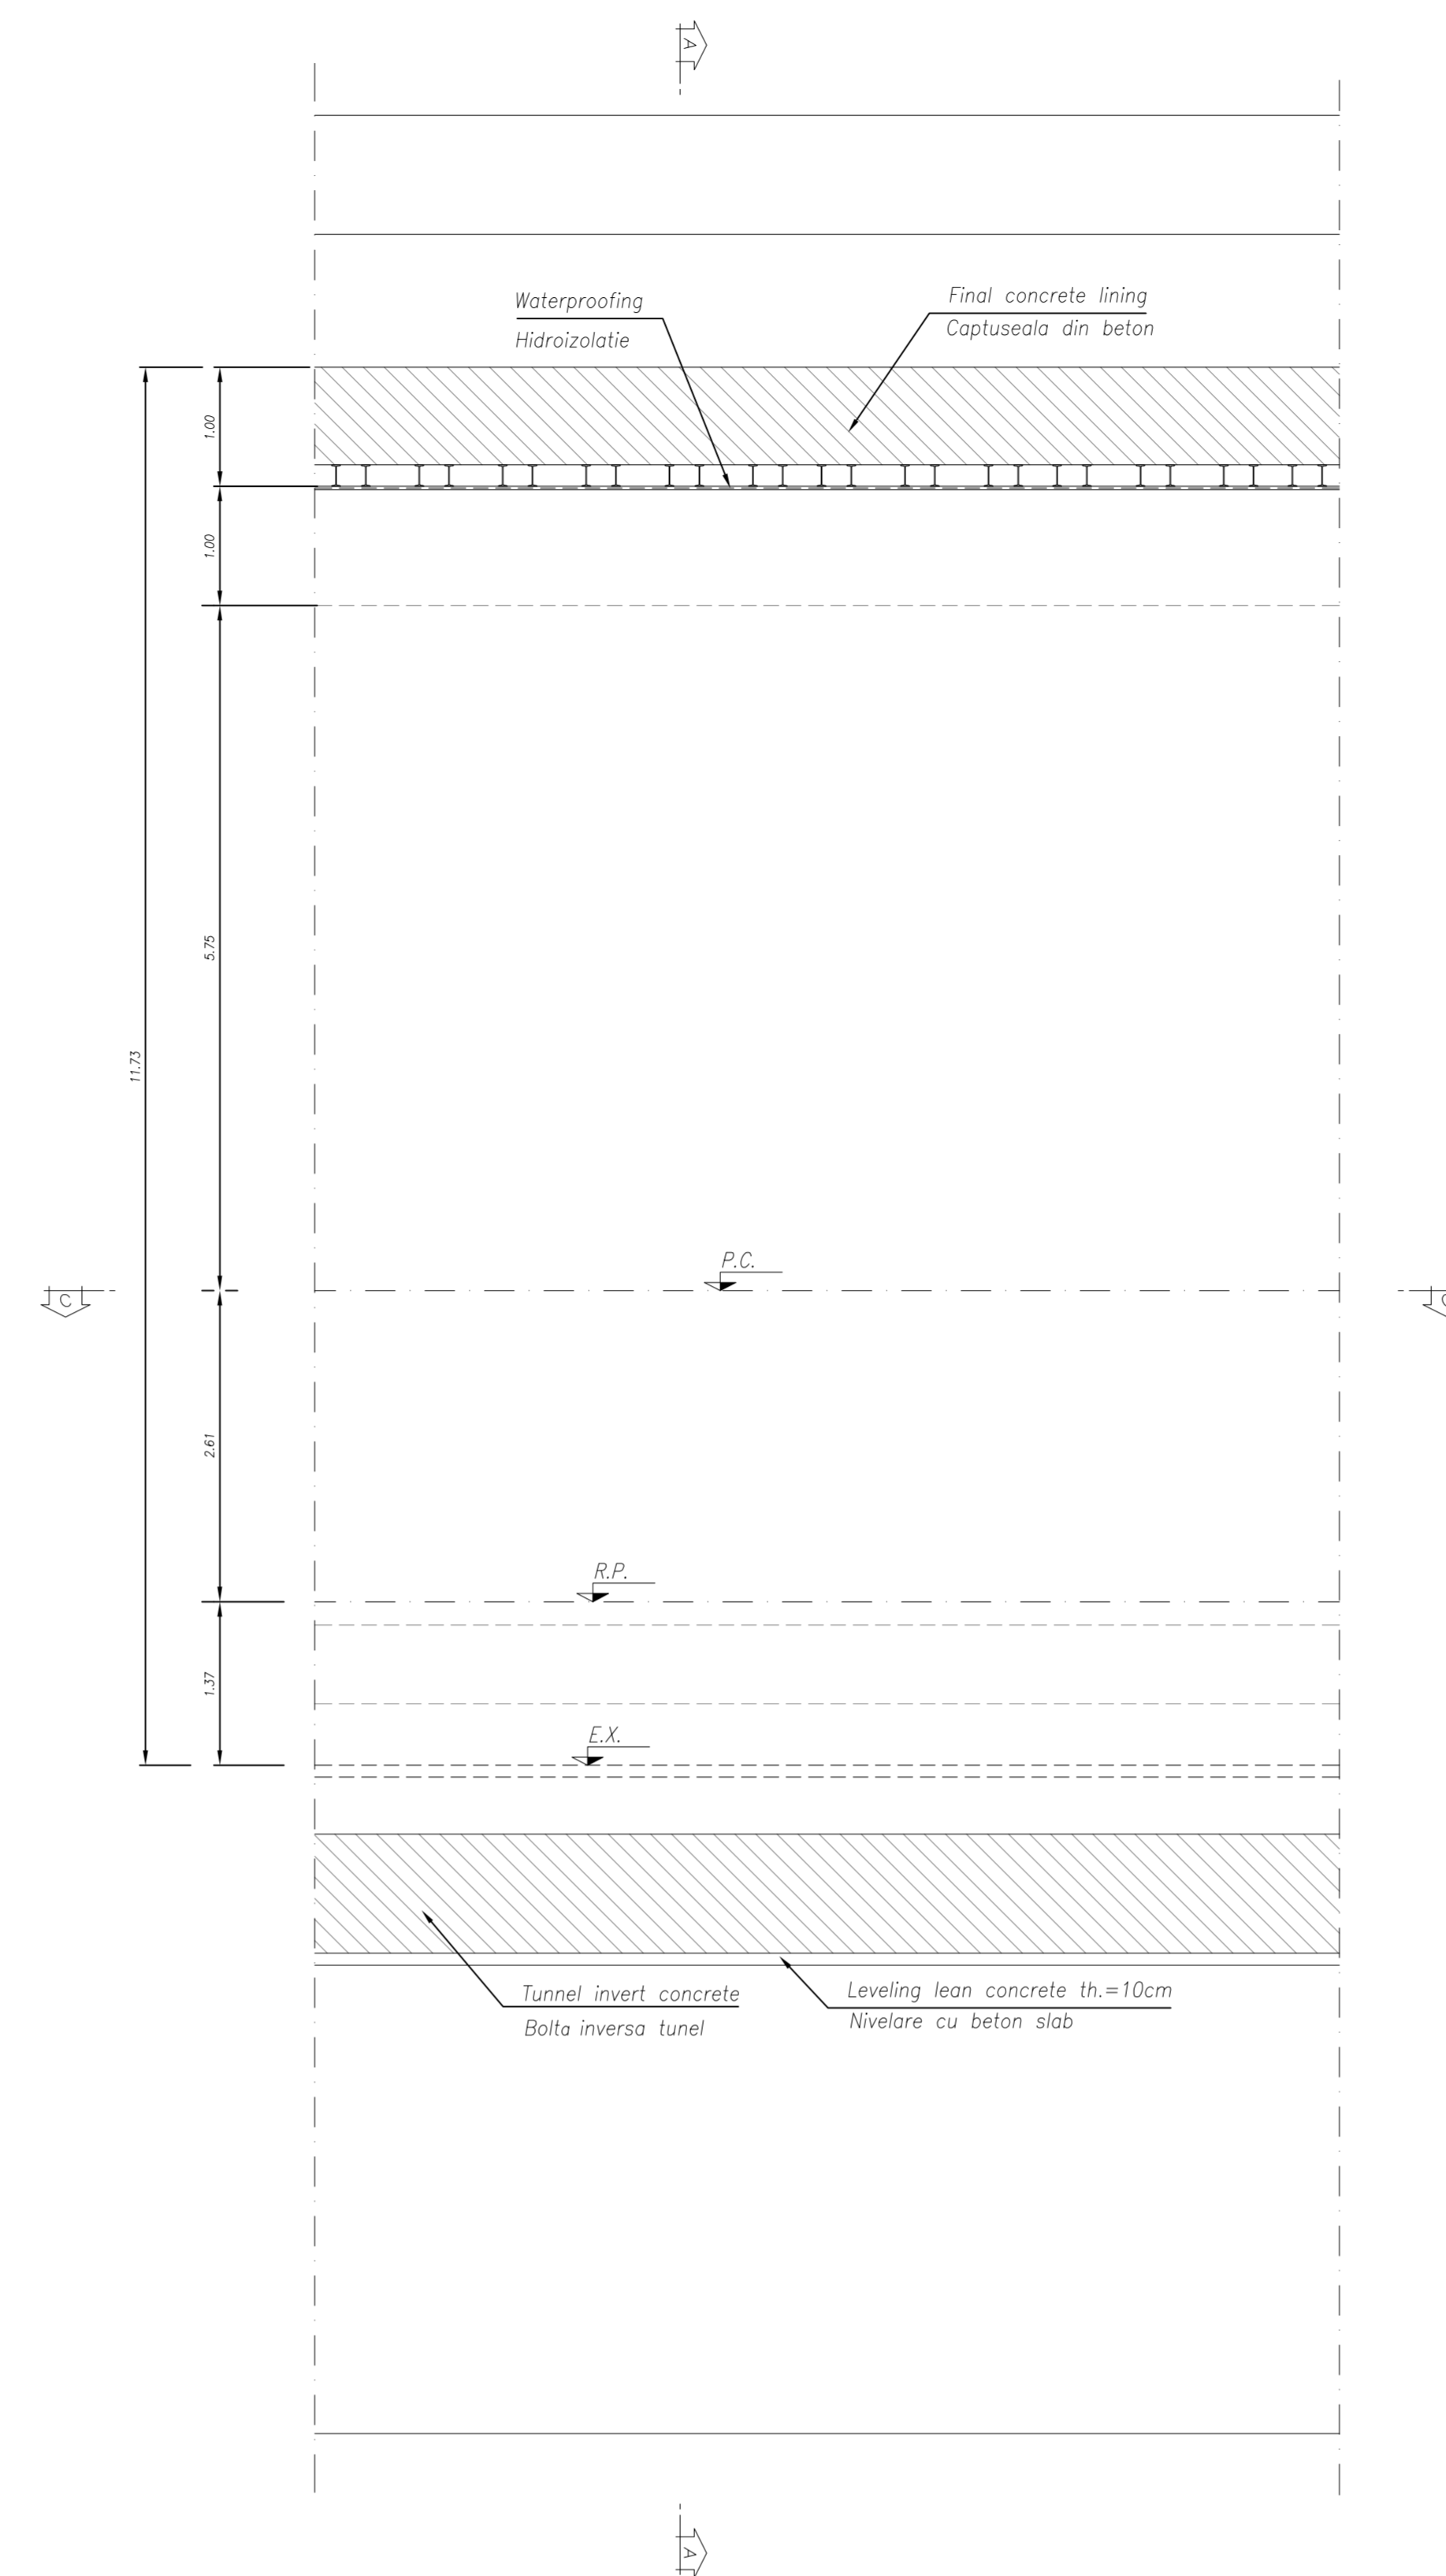 A
Waterproofing
Hidroizolatie
Final concrete lining
Captuseala din beton
1.00
1.00
5.75
11.73
P.C.
C
2.61
R.P.
1.37
E.X.
Tunnel invert concrete
Bolta inversa tunel
Leveling lean concrete th.=10cm
Nivelare cu beton slab
A